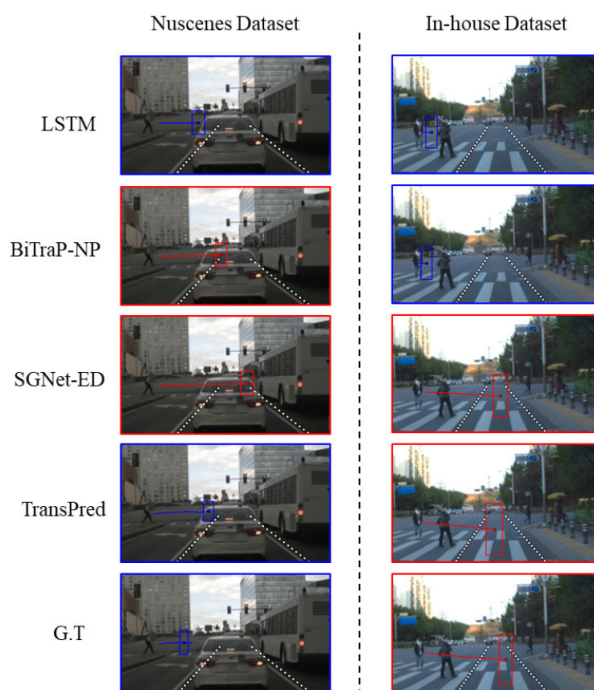 Nuscenes Dataset
In-house Dataset
LSTM
BiTraP-NP
SGNet-ED
TransPred
G.T